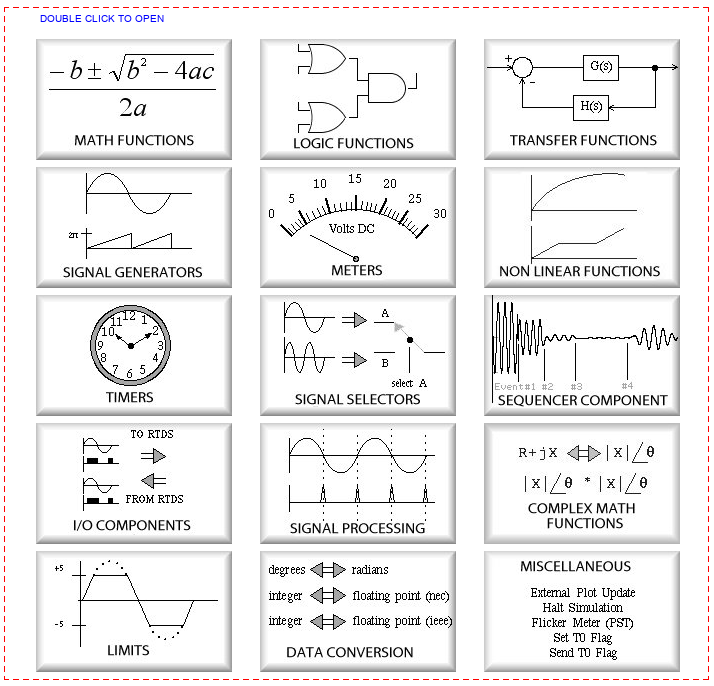 DOUBLE CLICK TO OPEN
−b ± √b² − 4ac
2a
MATH FUNCTIONS
LOGIC FUNCTIONS
+
−
G(s)
H(s)
TRANSFER FUNCTIONS
2π
SIGNAL GENERATORS
0 5 10 15 20 25 30
Volts DC
METERS
NON LINEAR FUNCTIONS
12 1 2 3 4 5 6 7 8 9 10 11
TIMERS
A
B
select A
SIGNAL SELECTORS
Event#1 #2 #3 #4
SEQUENCER COMPONENT
TO RTDS
FROM RTDS
I/O COMPONENTS
SIGNAL PROCESSING
R+jX |X|∠θ
|X|∠θ * |X|∠θ
COMPLEX MATH
FUNCTIONS
+5
-5
LIMITS
degrees radians
integer floating point (nec)
integer floating point (ieee)
DATA CONVERSION
MISCELLANEOUS
External Plot Update
Halt Simulation
Flicker Meter (PST)
Set T0 Flag
Send T0 Flag